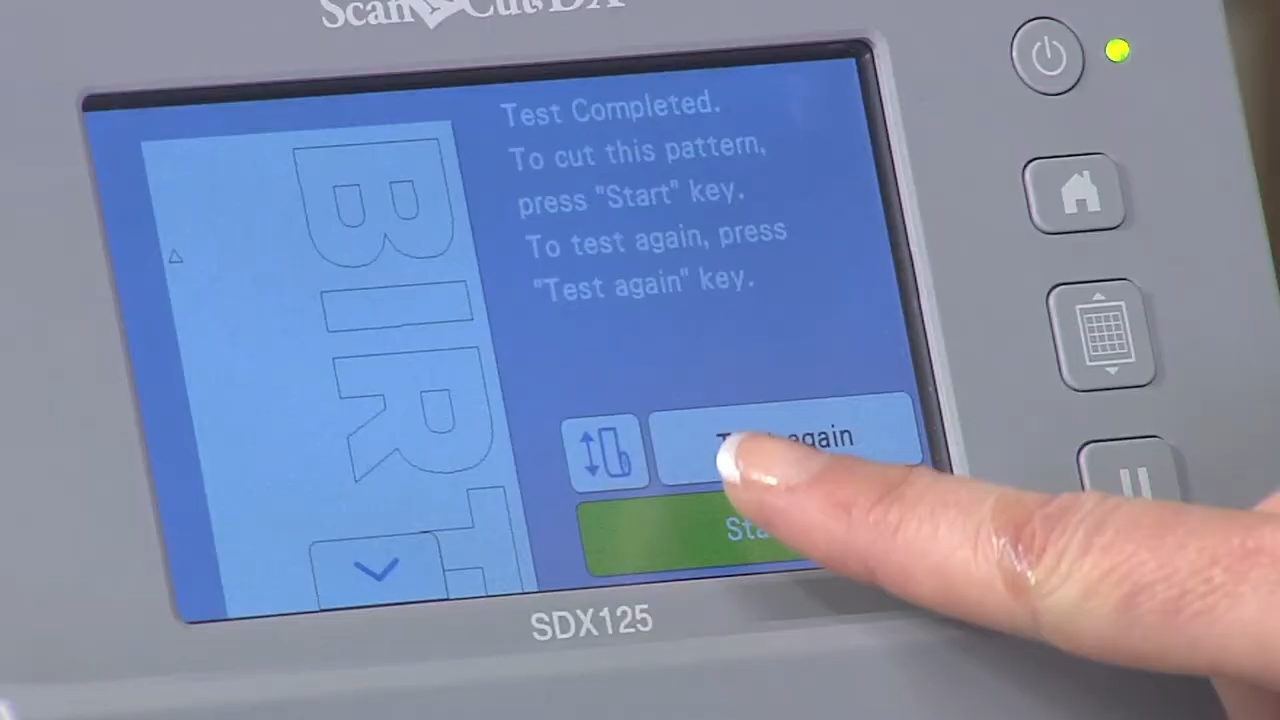 ScanNCut DX
Test Completed.
To cut this pattern,
press "Start" key.
To test again, press
"Test again" key.
BIRT
again
SDX125